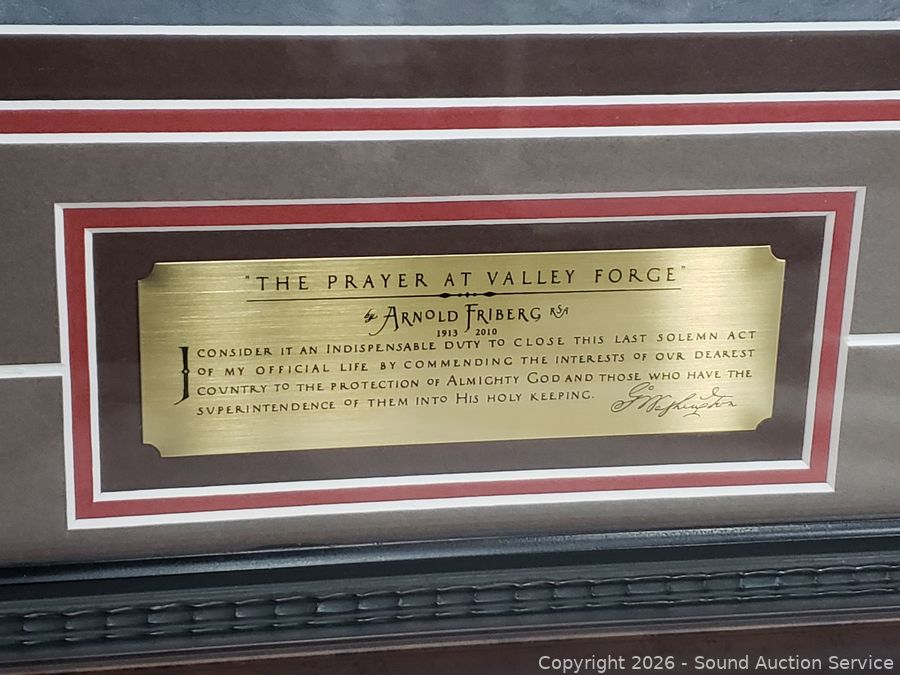 "THE PRAYER AT VALLEY FORGE"
by ARNOLD FRIBERG RSA
1913 2010
I CONSIDER IT AN INDISPENSABLE DUTY TO CLOSE THIS LAST SOLEMN ACT
OF MY OFFICIAL LIFE BY COMMENDING THE INTERESTS OF OUR DEAREST
COUNTRY TO THE PROTECTION OF ALMIGHTY GOD AND THOSE WHO HAVE THE
SUPERINTENDENCE OF THEM INTO HIS HOLY KEEPING. G Washington
Copyright © 2026 - Sound Auction Service